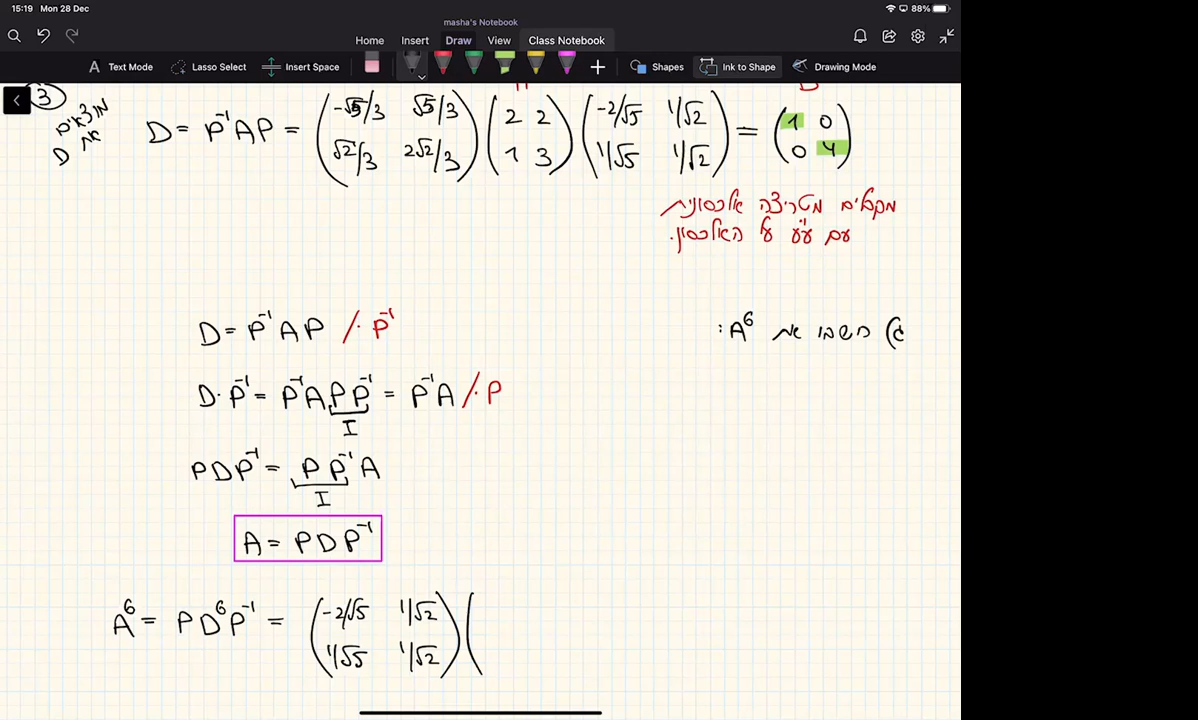 15:19 Mon 28 Dec
88%
masha's Notebook
Home Insert Draw View Class Notebook
Text Mode Lasso Select Insert Space Shapes Ink to Shape Drawing Mode
3
מוצאים
את
D
D = P⁻¹AP = (-√5/3 √5/3 ; √2/3 2√2/3) (2 2 ; 1 3) (-2/√5 1/√2 ; 1/√5 1/√2) = (1 0 ; 0 4)
מקבלים מטריצה אלכסונית
עם ע"ע על האלכסון.
ג) חשבו את A⁶:
D = P⁻¹AP /· P⁻¹
D · P⁻¹ = P⁻¹APP⁻¹ = P⁻¹A /· P
I
PDP⁻¹ = PP⁻¹A
I
A = PDP⁻¹
A⁶ = PD⁶P⁻¹ = (-2/√5 1/√2 ; 1/√5 1/√2) (